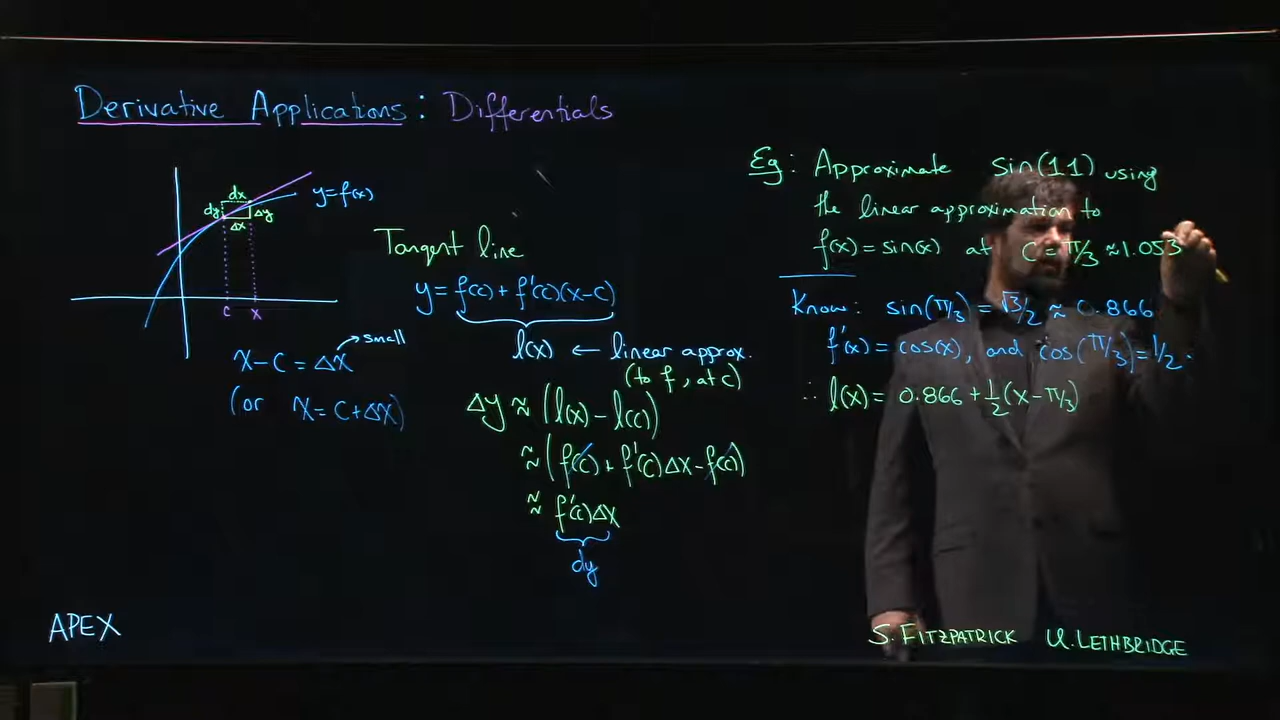 Derivative Applications: Differentials
y=f(x)
dx
dy
Δy
Δx
c x
x-c = Δx
small
(or x = c+Δx)
Tangent line
y = f(c) + f'(c)(x-c)
l(x) ← linear approx.
(to f, at c)
Δy ≈ (l(x) - l(c))
≈ (f(c) + f'(c)Δx - f(c))
≈ f'(c)Δx
dy
Eg: Approximate sin(1.1) using
the linear approximation to
f(x) = sin(x) at c = π/3 ≈ 1.053
Know: sin(π/3) = √3/2 ≈ 0.866
f'(x) = cos(x), and cos(π/3) = 1/2.
∴ l(x) = 0.866 + 1/2(x-π/3)
APEX
S. FITZPATRICK U. LETHBRIDGE